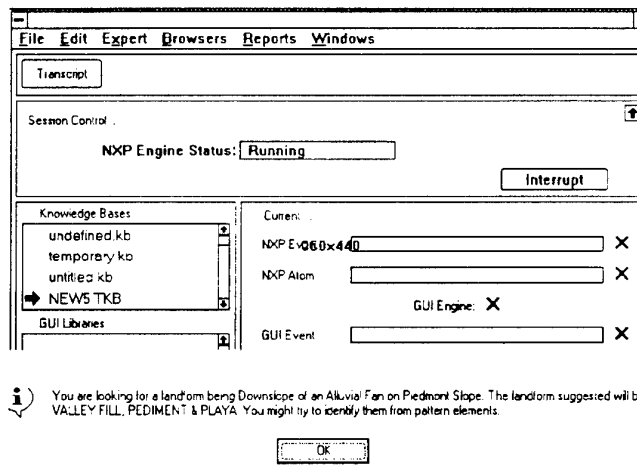 File Edit Expert Browsers Reports Windows
Transcript
Session Control . .
NXP Engine Status: Running
Interrupt
Knowledge Bases
undefined.kb
temporary.kb
untitled.kb
NEWS TKB
GUI Libraries
Current . .
NXP Ev 960x440
NXP Atom
GUI Engine:
GUI Event
You are looking for a landform being Downslope of an Alluvial Fan on Piedmont Slope. The landform suggested will b
VALLEY FILL, PEDIMENT & PLAYA. You might try to identify them from pattern elements.
OK